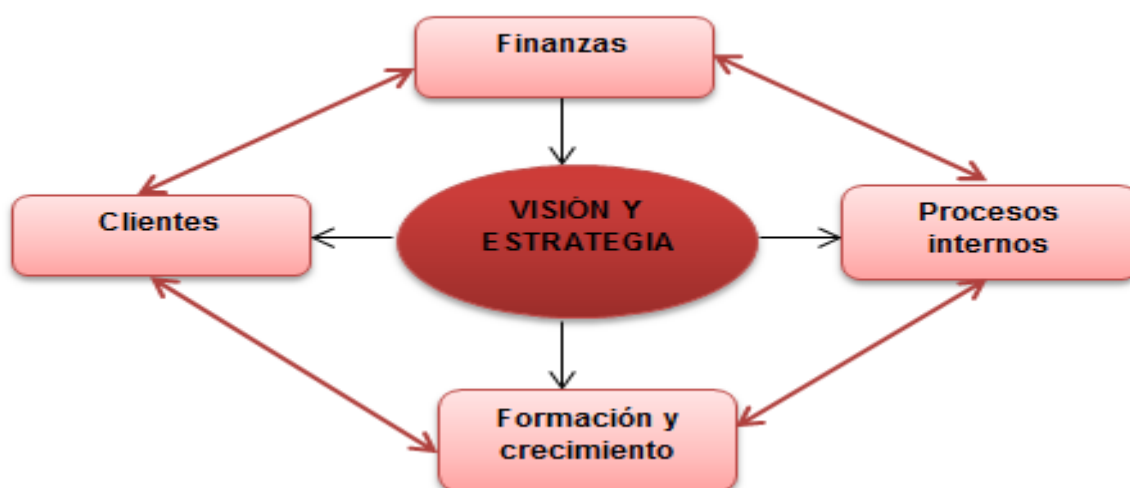 Finanzas
Clientes
VISIÓN Y
ESTRATEGIA
Procesos
internos
Formación y
crecimiento